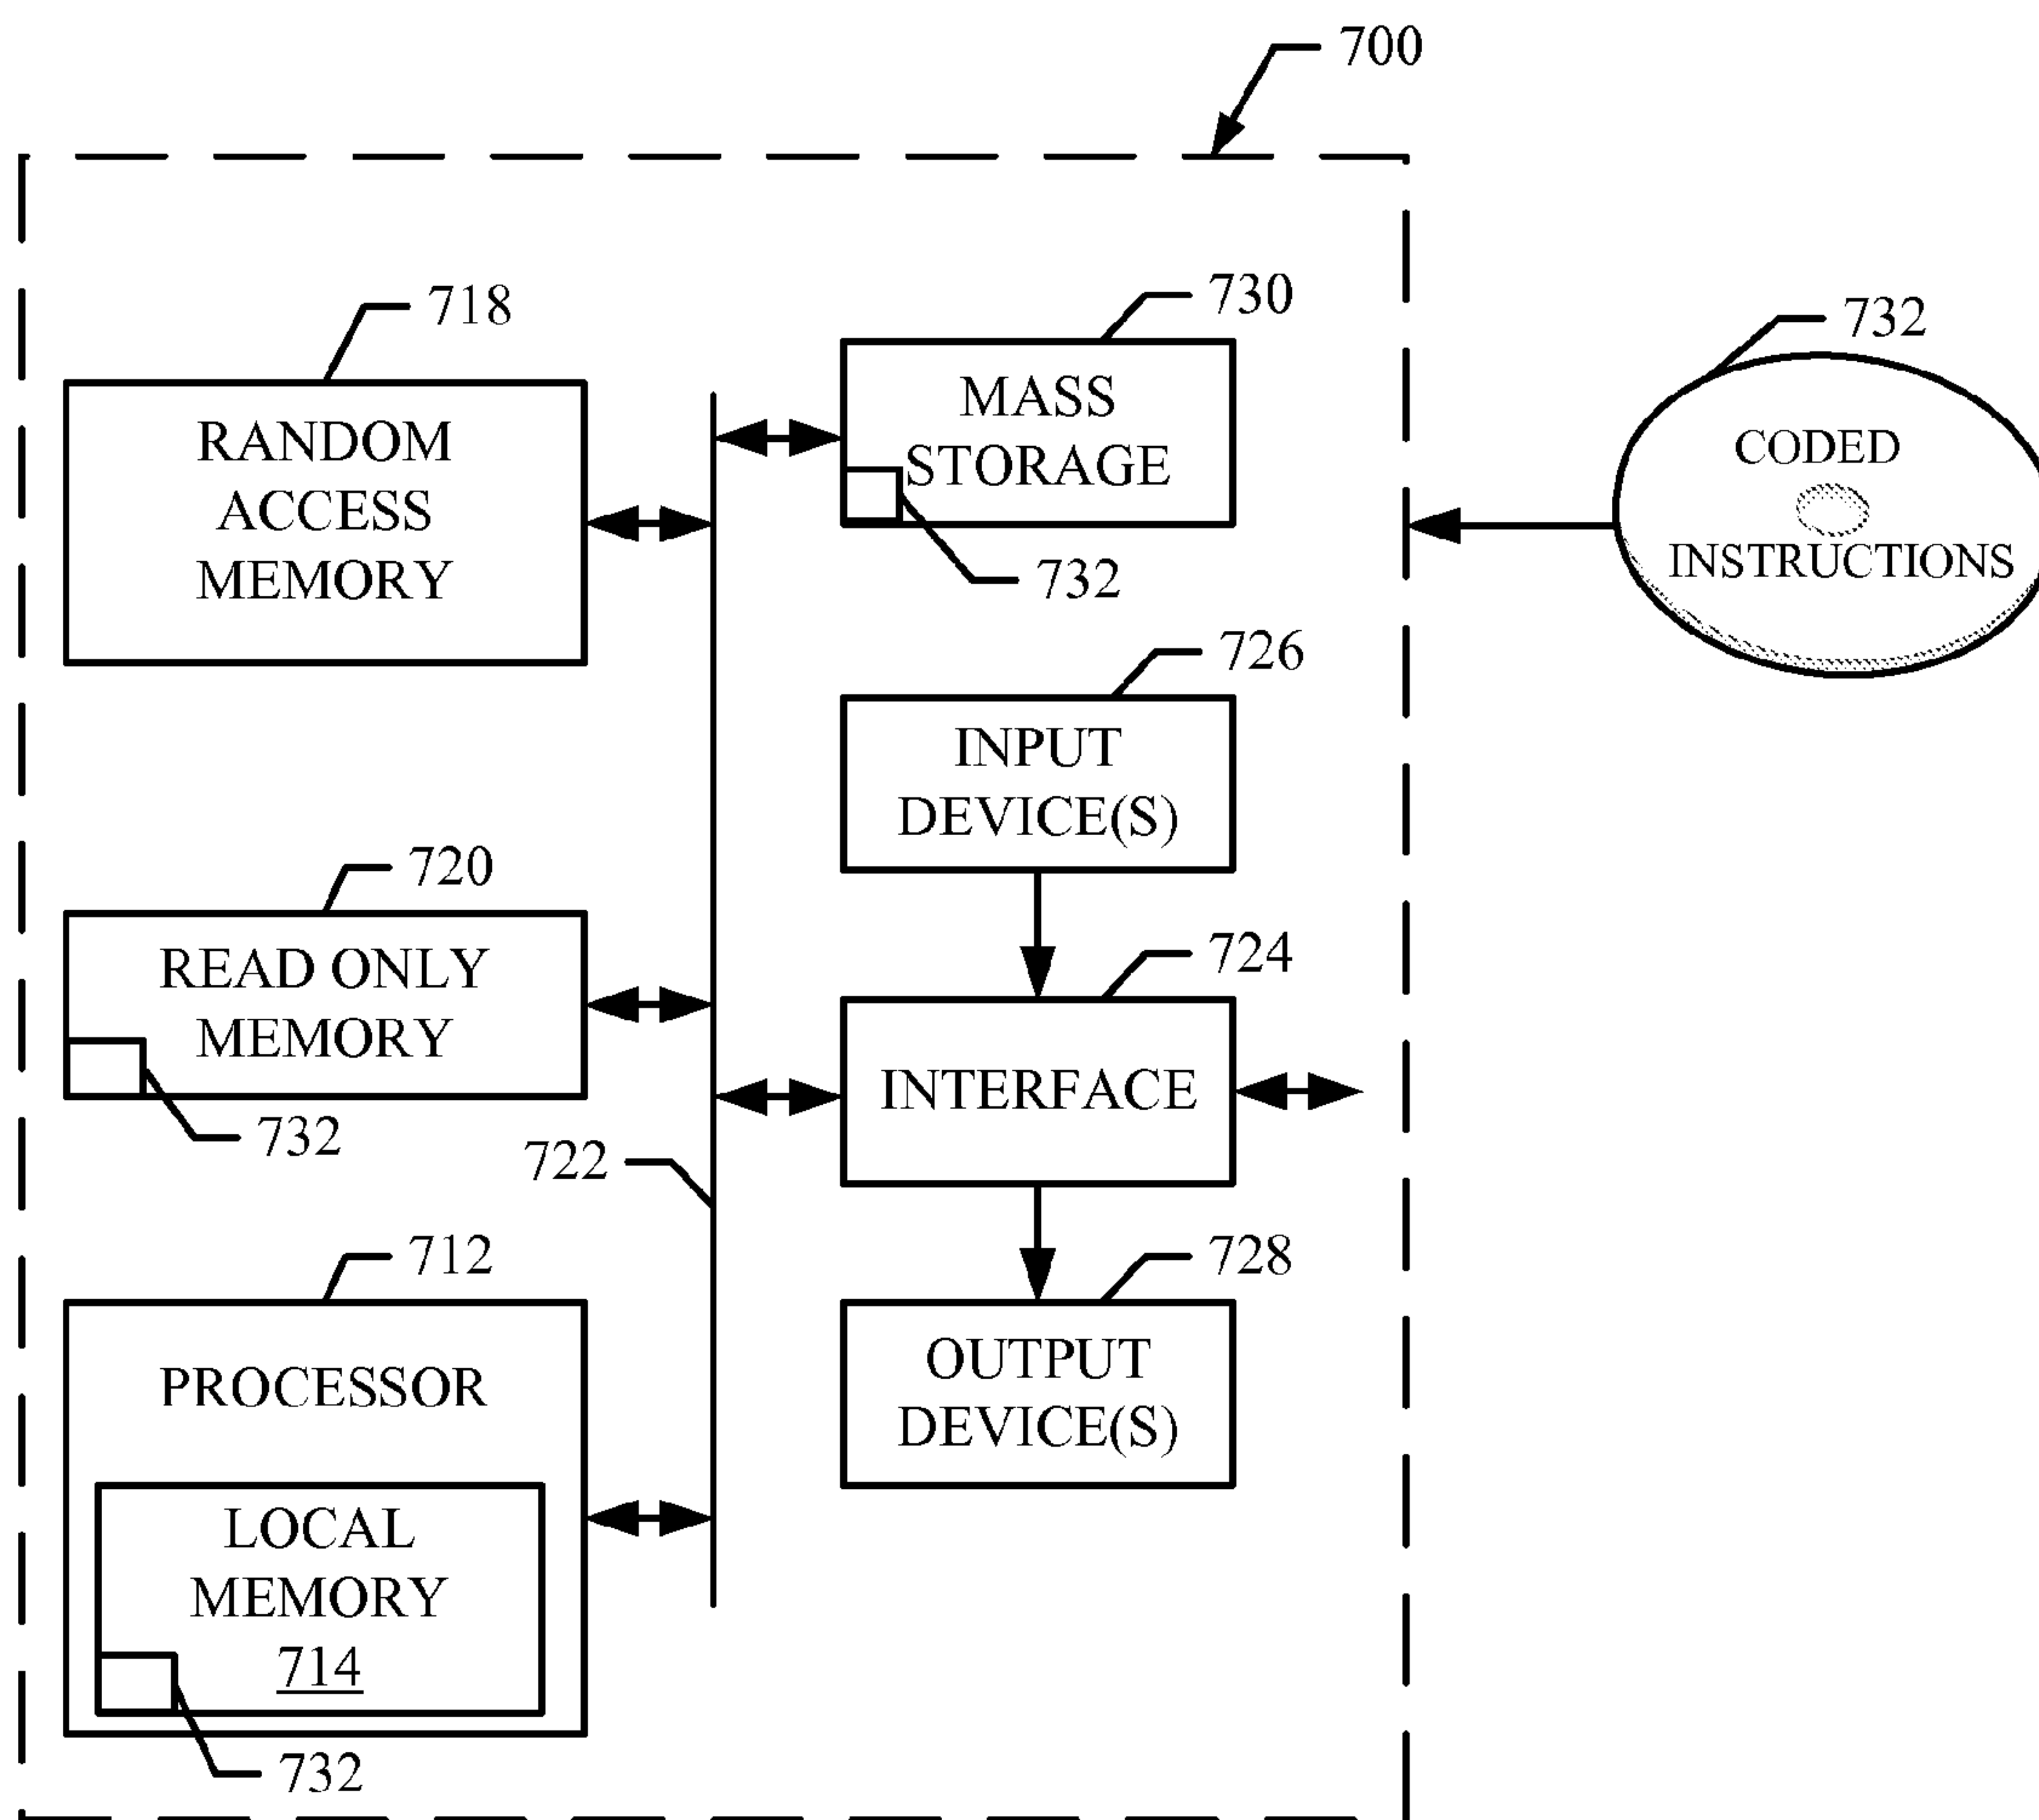 700
718
RANDOM
ACCESS
MEMORY
730
MASS
STORAGE
732
732
CODED
INSTRUCTIONS
726
INPUT
DEVICE(S)
720
READ ONLY
MEMORY
732
724
INTERFACE
722
712
PROCESSOR
LOCAL
MEMORY
714
732
728
OUTPUT
DEVICE(S)